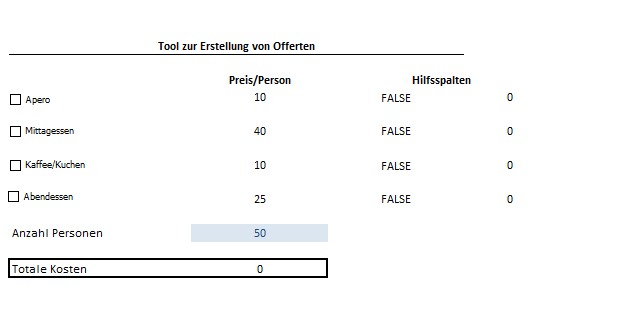 Tool zur Erstellung von Offerten
Preis/Person Hilfsspalten
Apero 10 FALSE 0
Mittagessen 40 FALSE 0
Kaffee/Kuchen 10 FALSE 0
Abendessen 25 FALSE 0
Anzahl Personen 50
Totale Kosten 0